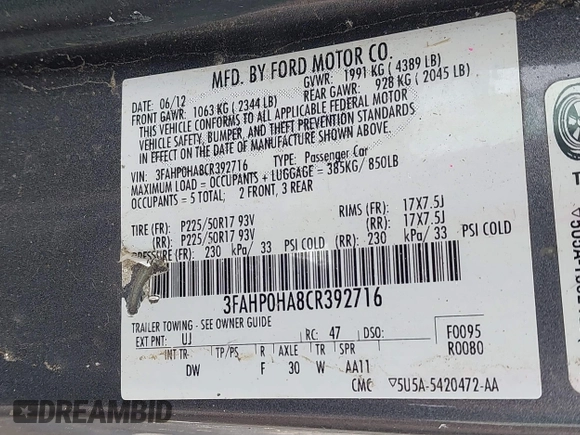 MFD. BY FORD MOTOR CO.
DATE: 06/12 GVWR: 1991 KG ( 4389 LB)
FRONT GAWR: 1063 KG ( 2344 LB) REAR GAWR: 928 KG ( 2045 LB)
THIS VEHICLE CONFORMS TO ALL APPLICABLE FEDERAL MOTOR
VEHICLE SAFETY, BUMPER, AND THEFT PREVENTION STANDARDS
IN EFFECT ON THE DATE OF MANUFACTURE SHOWN ABOVE.
VIN: 3FAHP0HA8CR392716 TYPE: Passenger Car
MAXIMUM LOAD = OCCUPANTS + LUGGAGE = 385KG/ 850LB
OCCUPANTS = 5 TOTAL; 2 FRONT, 3 REAR
TIRE (FR): P225/50R17 93V RIMS (FR): 17X7.5J
(RR): P225/50R17 93V (RR): 17X7.5J
PRESSURE (FR): 230 kPa/ 33 PSI COLD (RR): 230 kPa/ 33 PSI COLD
3FAHP0HA8CR392716
TRAILER TOWING - SEE OWNER GUIDE
EXT PNT: UJ RC: 47 DSO: F0095
INT TR TP/PS R AXLE TR SPR R0080
DW F 30 W AA11
CMC ▽5U5A-5420472-AA
DREAMBID